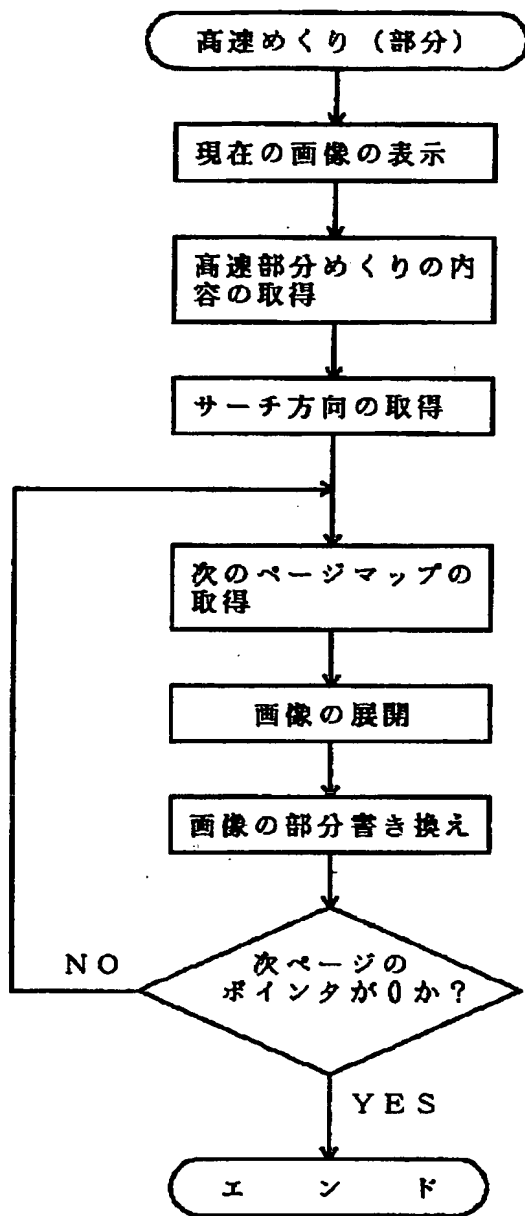 高速めくり（部分）
現在の画像の表示
高速部分めくりの内
容の取得
サーチ方向の取得
次のページマップの
取得
画像の展開
画像の部分書き換え
次ページの
ポインタが0か？
NO
YES
エンド